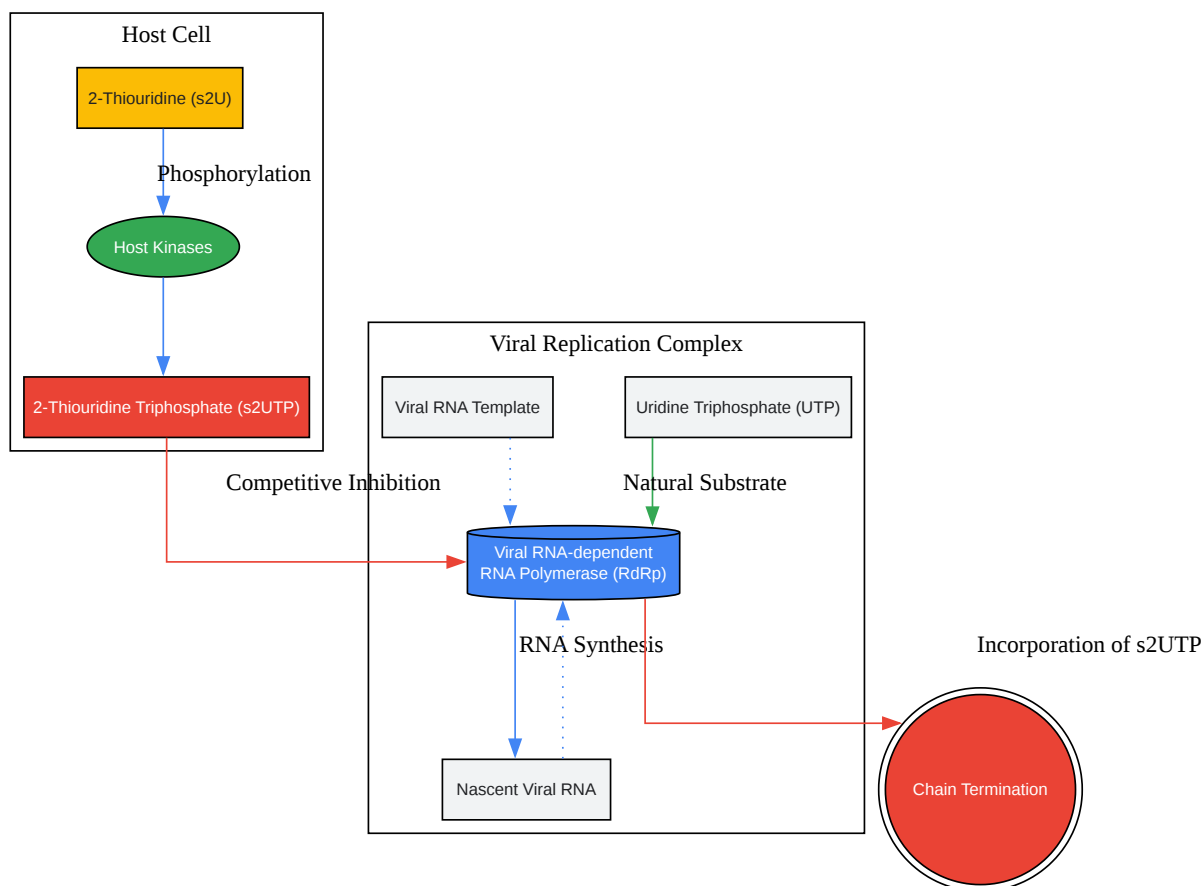 Host Cell
2-Thiouridine (s2U)
Phosphorylation
Host Kinases
2-Thiouridine Triphosphate (s2UTP)
Viral Replication Complex
Viral RNA Template
Uridine Triphosphate (UTP)
Competitive Inhibition
Natural Substrate
Viral RNA-dependent
RNA Polymerase (RdRp)
RNA Synthesis
Incorporation of s2UTP
Nascent Viral RNA
Chain Termination